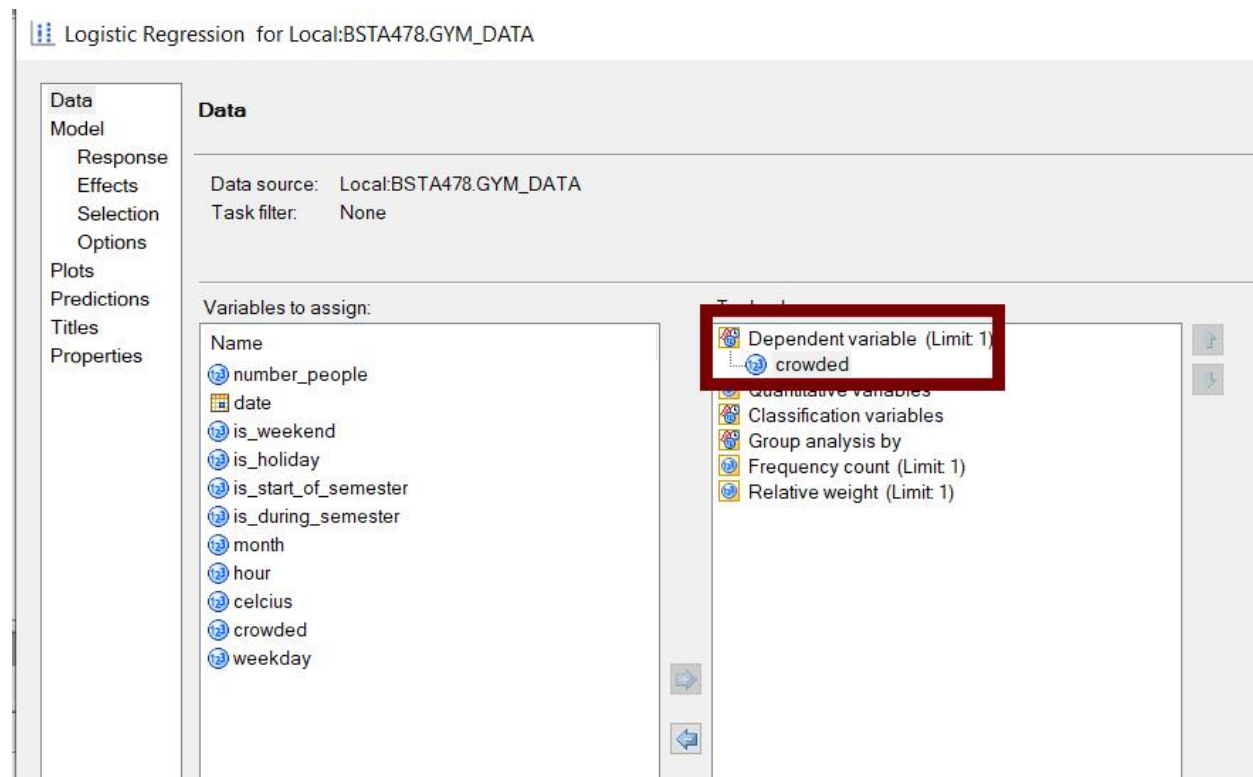 Logistic Regression for Local:BSTA478.GYM_DATA
Data
Model
Response
Effects
Selection
Options
Plots
Predictions
Titles
Properties
Data
Data source: Local:BSTA478.GYM_DATA
Task filter: None
Variables to assign:
Name
number_people
date
is_weekend
is_holiday
is_start_of_semester
is_during_semester
month
hour
celcius
crowded
weekday
Dependent variable (Limit: 1)
crowded
Quantitative variables
Classification variables
Group analysis by
Frequency count (Limit: 1)
Relative weight (Limit: 1)